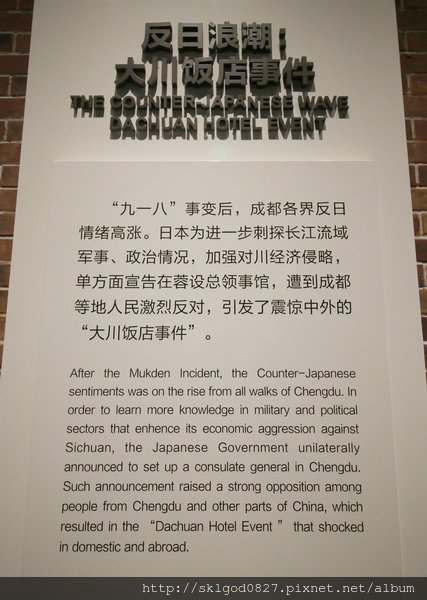 反日浪潮：
大川饭店事件
THE COUNTER-JAPANESE WAVE
DACHUAN HOTEL EVENT
“九一八”事变后，成都各界反日
情绪高涨。日本为进一步刺探长江流域
军事、政治情况，加强对川经济侵略，
单方面宣告在蓉设总领事馆，遭到成都
等地人民激烈反对，引发了震惊中外的
“大川饭店事件”。
After the Mukden Incident, the Counter-Japanese
sentiments was on the rise from all walks of Chengdu. In
order to learn more knowledge in military and political
sectors that enhence its economic aggression against
Sichuan, the Japanese Government unilaterally
announced to set up a consulate general in Chengdu.
Such announcement raised a strong opposition among
people from Chengdu and other parts of China, which
resulted in the “Dachuan Hotel Event ” that shocked
in domestic and abroad.
http://sklgod0827.pixnet.net/album